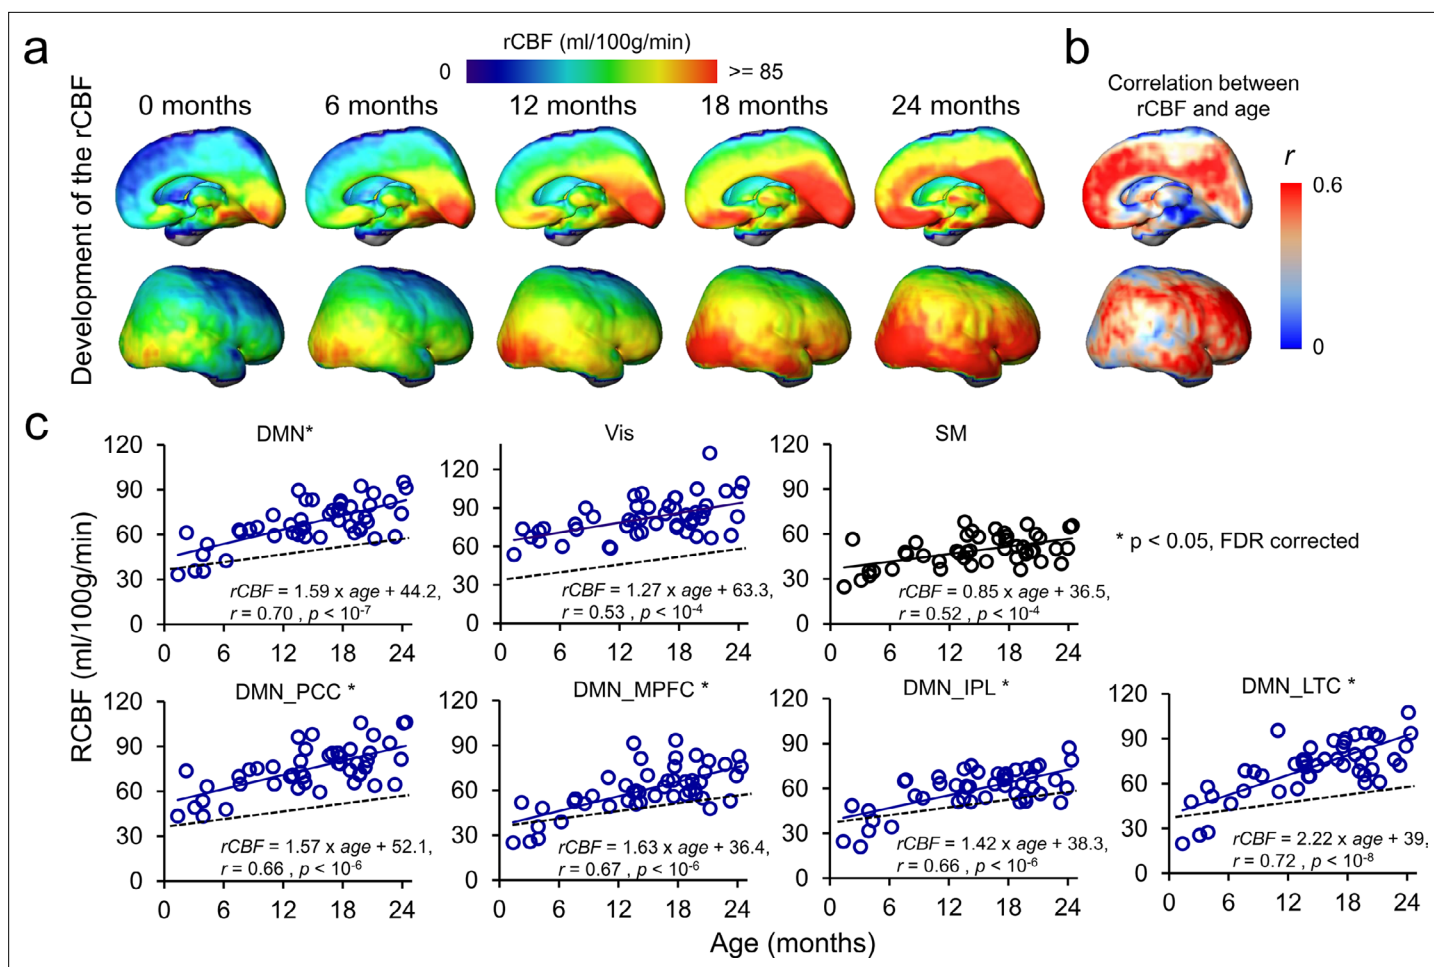 a
b
rCBF (ml/100g/min)
0
>= 85
Development of the rCBF
0 months
6 months
12 months
18 months
24 months
Correlation between
rCBF and age
r
0.6
0
c
RCBF (ml/100g/min)
DMN*
120
90
60
30
0
rCBF = 1.59 x age + 44.2,
r = 0.70 , p < 10⁻⁷
0 6 12 18 24
Vis
120
90
60
30
0
rCBF = 1.27 x age + 63.3,
r = 0.53 , p < 10⁻⁴
0 6 12 18 24
SM
120
90
60
30
0
rCBF = 0.85 x age + 36.5,
r = 0.52 , p < 10⁻⁴
0 6 12 18 24
* p < 0.05, FDR corrected
DMN_PCC *
120
90
60
30
0
rCBF = 1.57 x age + 52.1,
r = 0.66 , p < 10⁻⁶
0 6 12 18 24
DMN_MPFC *
120
90
60
30
0
rCBF = 1.63 x age + 36.4,
r = 0.67 , p < 10⁻⁶
0 6 12 18 24
DMN_IPL *
120
90
60
30
0
rCBF = 1.42 x age + 38.3,
r = 0.66 , p < 10⁻⁶
0 6 12 18 24
DMN_LTC *
120
90
60
30
0
rCBF = 2.22 x age + 39,
r = 0.72 , p < 10⁻⁸
0 6 12 18 24
Age (months)